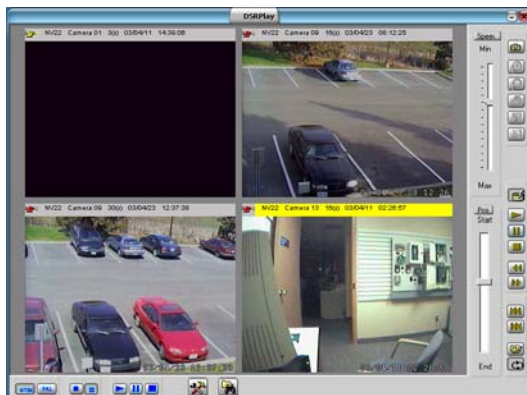 DSRPlay
NV22 Camera 01 3(s) 03/04/11 14:39:06
NV22 Camera 09 16(s) 03/04/23 08:12:25
Speed
Min
Max
NV22 Camera 09 30(s) 03/04/23 12:37:38
NV22 Camera 13 16(s) 03/04/11 02:26:57
Pos
Start
End
NTSC
PAL